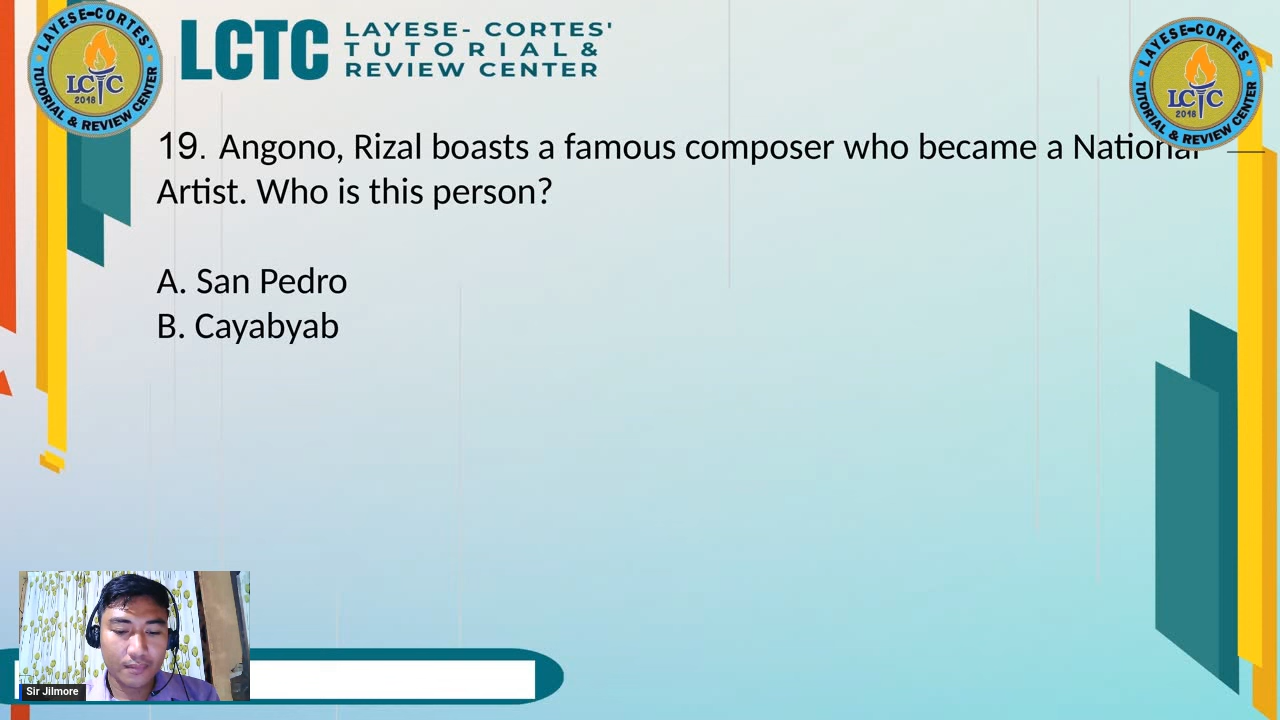 LAYESE-CORTES'
LCTC
2018
TUTORIAL & REVIEW CENTER
LCTC
LAYESE- CORTES'
TUTORIAL &
REVIEW CENTER
LAYESE-CORTES'
LCTC
2018
TUTORIAL & REVIEW CENTER
19. Angono, Rizal boasts a famous composer who became a National
Artist. Who is this person?
A. San Pedro
B. Cayabyab
Sir Jilmore